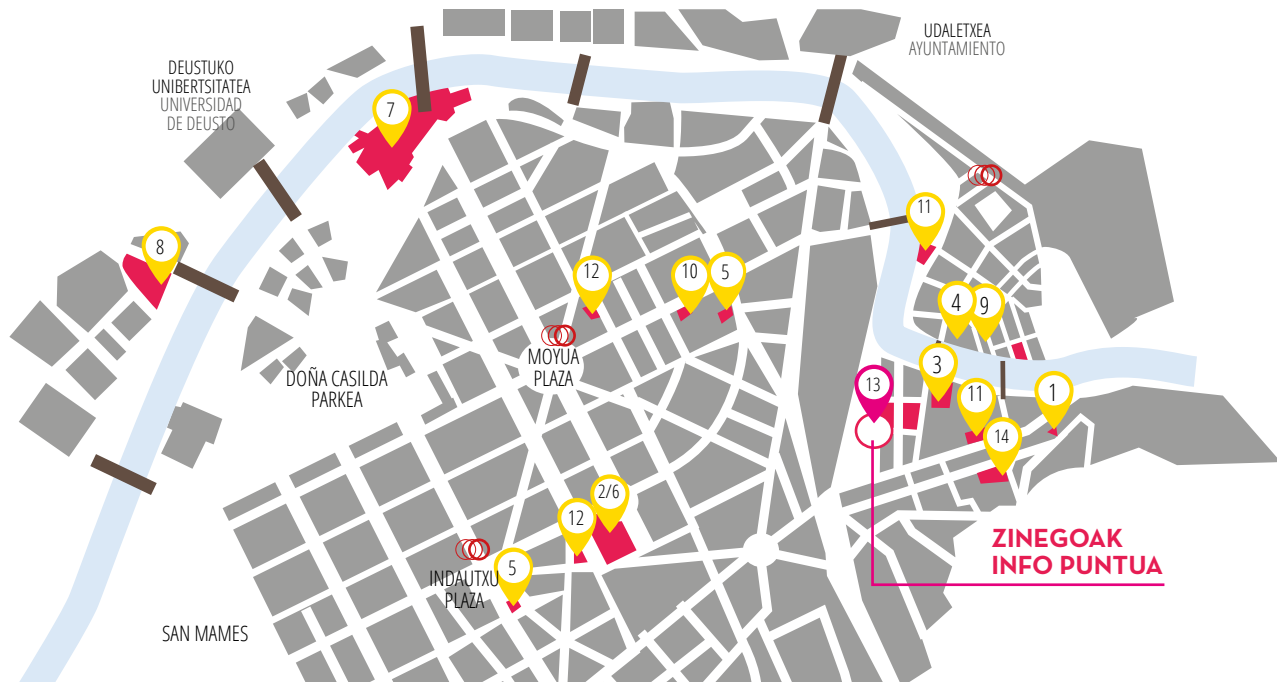 UDALETXEA
AYUNTAMIENTO
DEUSTUKO
UNIBERTSITATEA
UNIVERSIDAD
DE DEUSTO
7
11
8
12
10
5
4
9
3
13
11
1
14
MOYUA
PLAZA
DOÑA CASILDA
PARKEA
2/6
12
5
INDAUTXU
PLAZA
ZINEGOAK
INFO PUNTUA
SAN MAMES